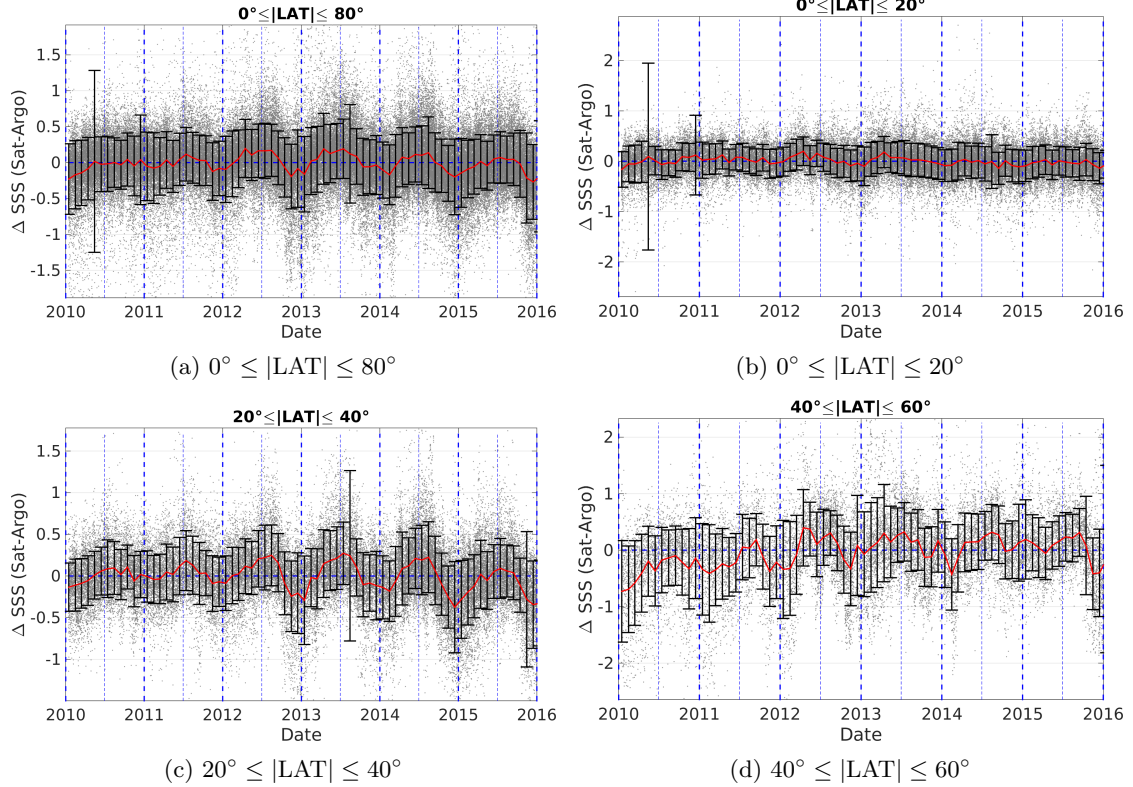 0°≤|LAT|≤ 80°
Δ SSS (Sat-Argo)
1.5
1
0.5
0
-0.5
-1
-1.5
2010 2011 2012 2013 2014 2015 2016
Date
(a) 0° ≤ |LAT| ≤ 80°
0°≤|LAT|≤ 20°
Δ SSS (Sat-Argo)
2
1
0
-1
-2
2010 2011 2012 2013 2014 2015 2016
Date
(b) 0° ≤ |LAT| ≤ 20°
20°≤|LAT|≤ 40°
Δ SSS (Sat-Argo)
1.5
1
0.5
0
-0.5
-1
2010 2011 2012 2013 2014 2015 2016
Date
(c) 20° ≤ |LAT| ≤ 40°
40°≤|LAT|≤ 60°
Δ SSS (Sat-Argo)
2
1
0
-1
-2
2010 2011 2012 2013 2014 2015 2016
Date
(d) 40° ≤ |LAT| ≤ 60°